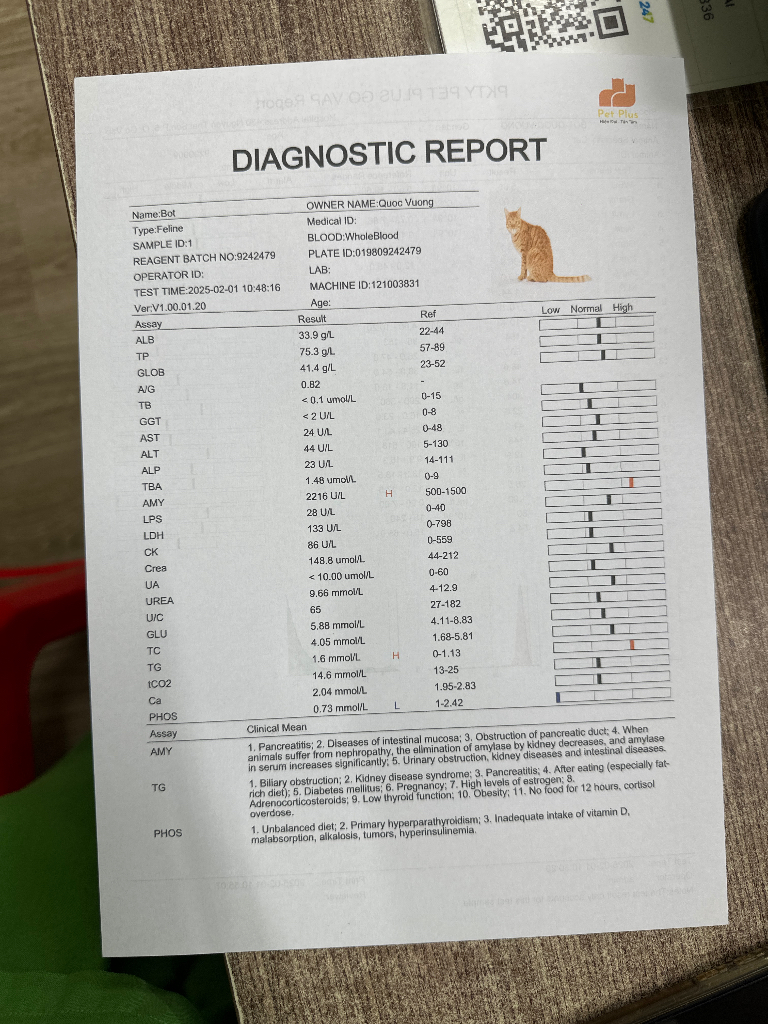 247
336
Pet Plus
DIAGNOSTIC REPORT
Name:Bot OWNER NAME:Quoc Vuong
Type:Feline Medical ID:
SAMPLE ID:1 BLOOD:WholeBlood
REAGENT BATCH NO:9242479 PLATE ID:019809242479
OPERATOR ID: LAB:
TEST TIME:2025-02-01 10:48:16 MACHINE ID:121003831
Ver:V1.00.01.20 Age:
Assay Result Ref Low Normal High
ALB 33.9 g/L 22-44
TP 75.3 g/L 57-89
GLOB 41.4 g/L 23-52
A/G 0.82 -
TB < 0.1 umol/L 0-15
GGT < 2 U/L 0-8
AST 24 U/L 0-48
ALT 44 U/L 5-130
ALP 23 U/L 14-111
TBA 1.48 umol/L 0-9
AMY 2216 U/L H 500-1500
LPS 28 U/L 0-40
LDH 133 U/L 0-798
CK 86 U/L 0-559
Crea 148.8 umol/L 44-212
UA < 10.00 umol/L 0-60
UREA 9.66 mmol/L 4-12.9
U/C 65 27-182
GLU 5.88 mmol/L 4.11-8.83
TC 4.05 mmol/L 1.68-5.81
TG 1.6 mmol/L H 0-1.13
tCO2 14.6 mmol/L 13-25
Ca 2.04 mmol/L 1.95-2.83
PHOS 0.73 mmol/L L 1-2.42
Assay Clinical Mean
AMY 1. Pancreatitis; 2. Diseases of intestinal mucosa; 3. Obstruction of pancreatic duct; 4. When
animals suffer from nephropathy, the elimination of amylase by kidney decreases, and amylase
in serum increases significantly; 5. Urinary obstruction, kidney diseases and intestinal diseases.
TG 1. Biliary obstruction; 2. Kidney disease syndrome; 3. Pancreatitis; 4. After eating (especially fat-
rich diet); 5. Diabetes mellitus; 6. Pregnancy; 7. High levels of estrogen; 8.
Adrenocorticosteroids; 9. Low thyroid function; 10. Obesity; 11. No food for 12 hours, cortisol
overdose.
PHOS 1. Unbalanced diet; 2. Primary hyperparathyroidism; 3. Inadequate intake of vitamin D,
malabsorption, alkalosis, tumors, hyperinsulinemia.